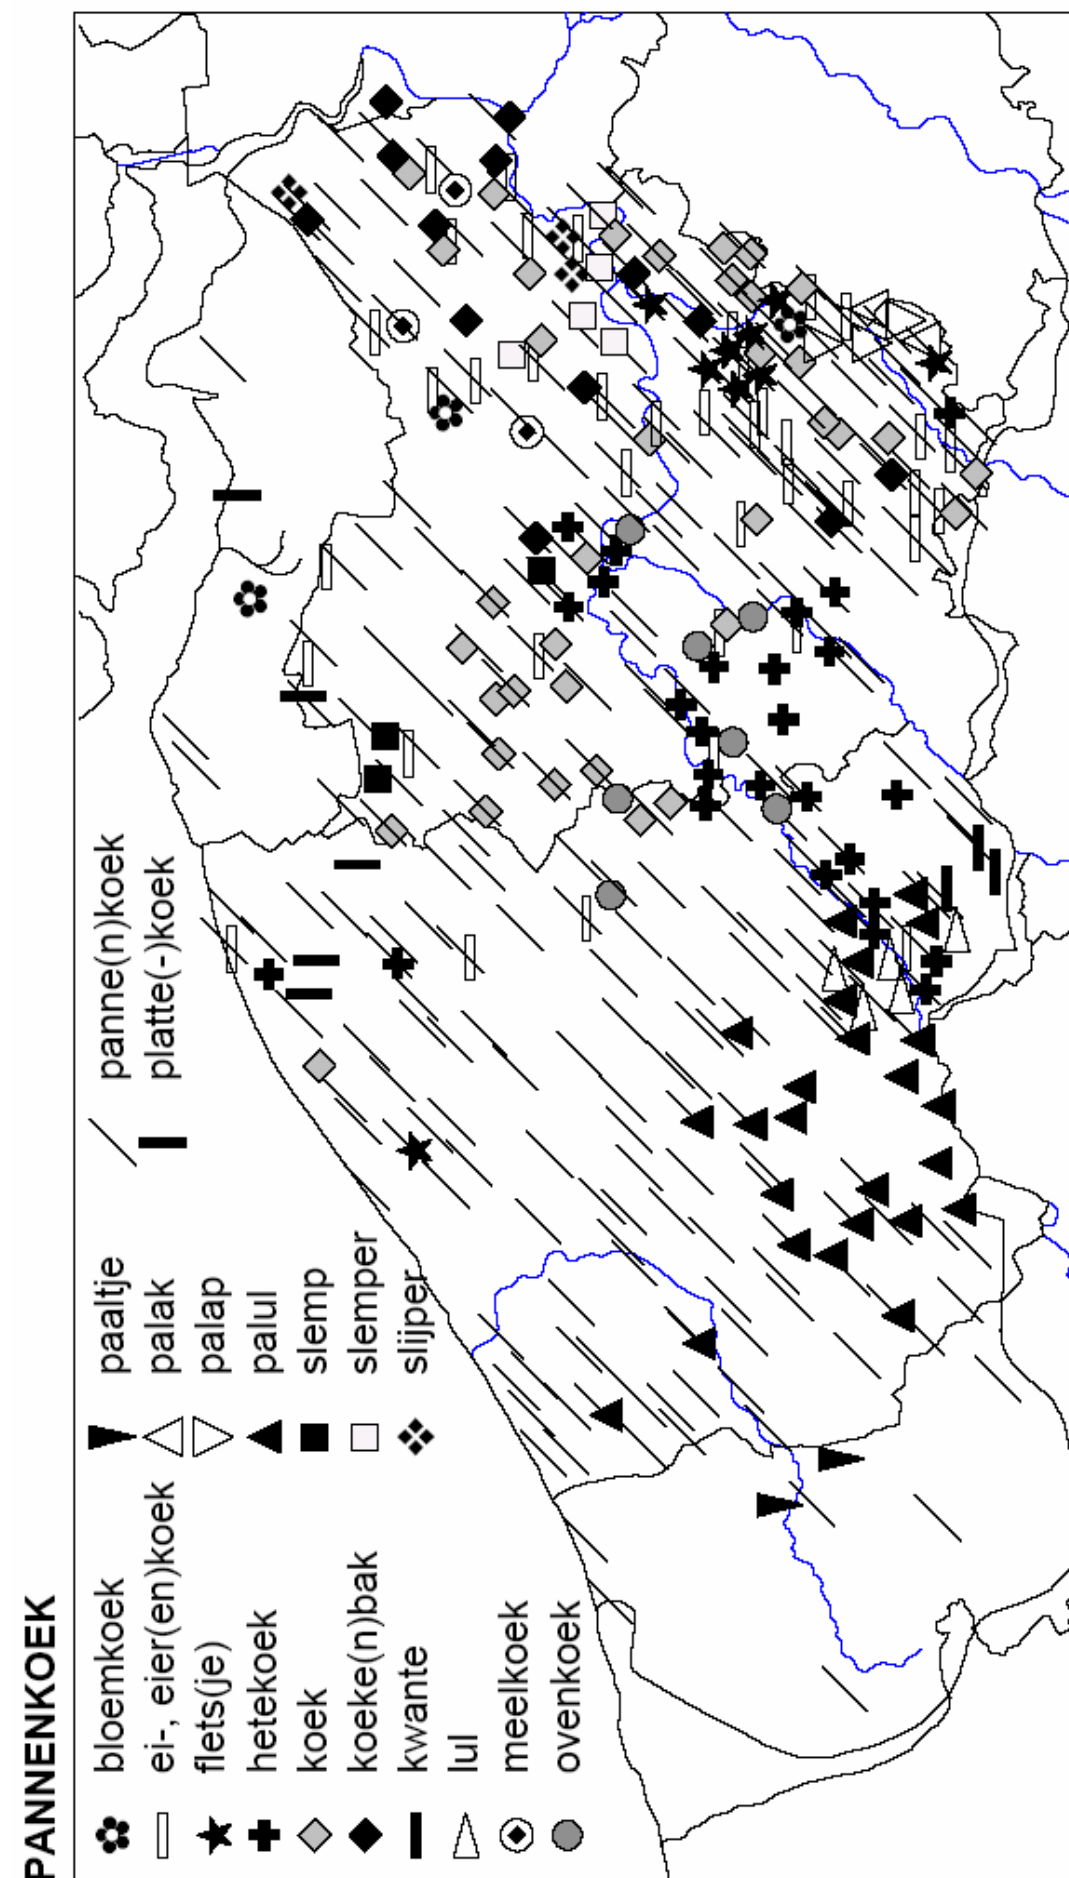 PANNENKOEK
bloemkoek
ei-, eier(en)koek
flets(je)
hetekoek
koek
koeke(n)bak
kwante
lul
meelkoek
ovenkoek
paaltje
palak
palap
palul
slemp
slemper
slijper
panne(n)koek
platte(-)koek